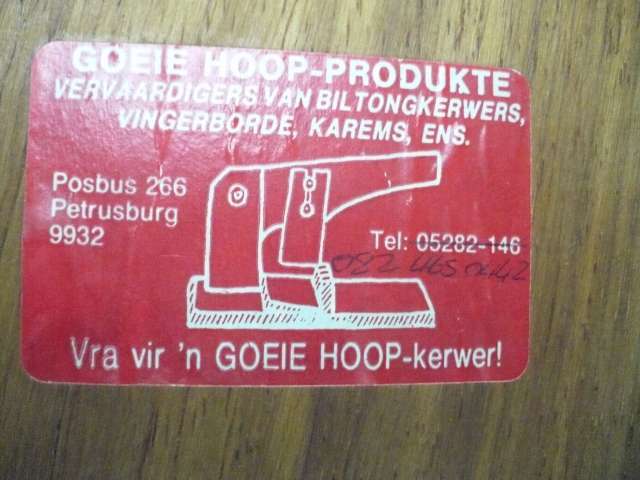 GOEIE HOOP-PRODUKTE
VERVAARDIGERS VAN BILTONGKERWERS,
VINGERBORDE, KAREMS, ENS.
Posbus 266
Petrusburg
9932
Tel: 05282-146
082 465
Vra vir 'n GOEIE HOOP-kerwer!